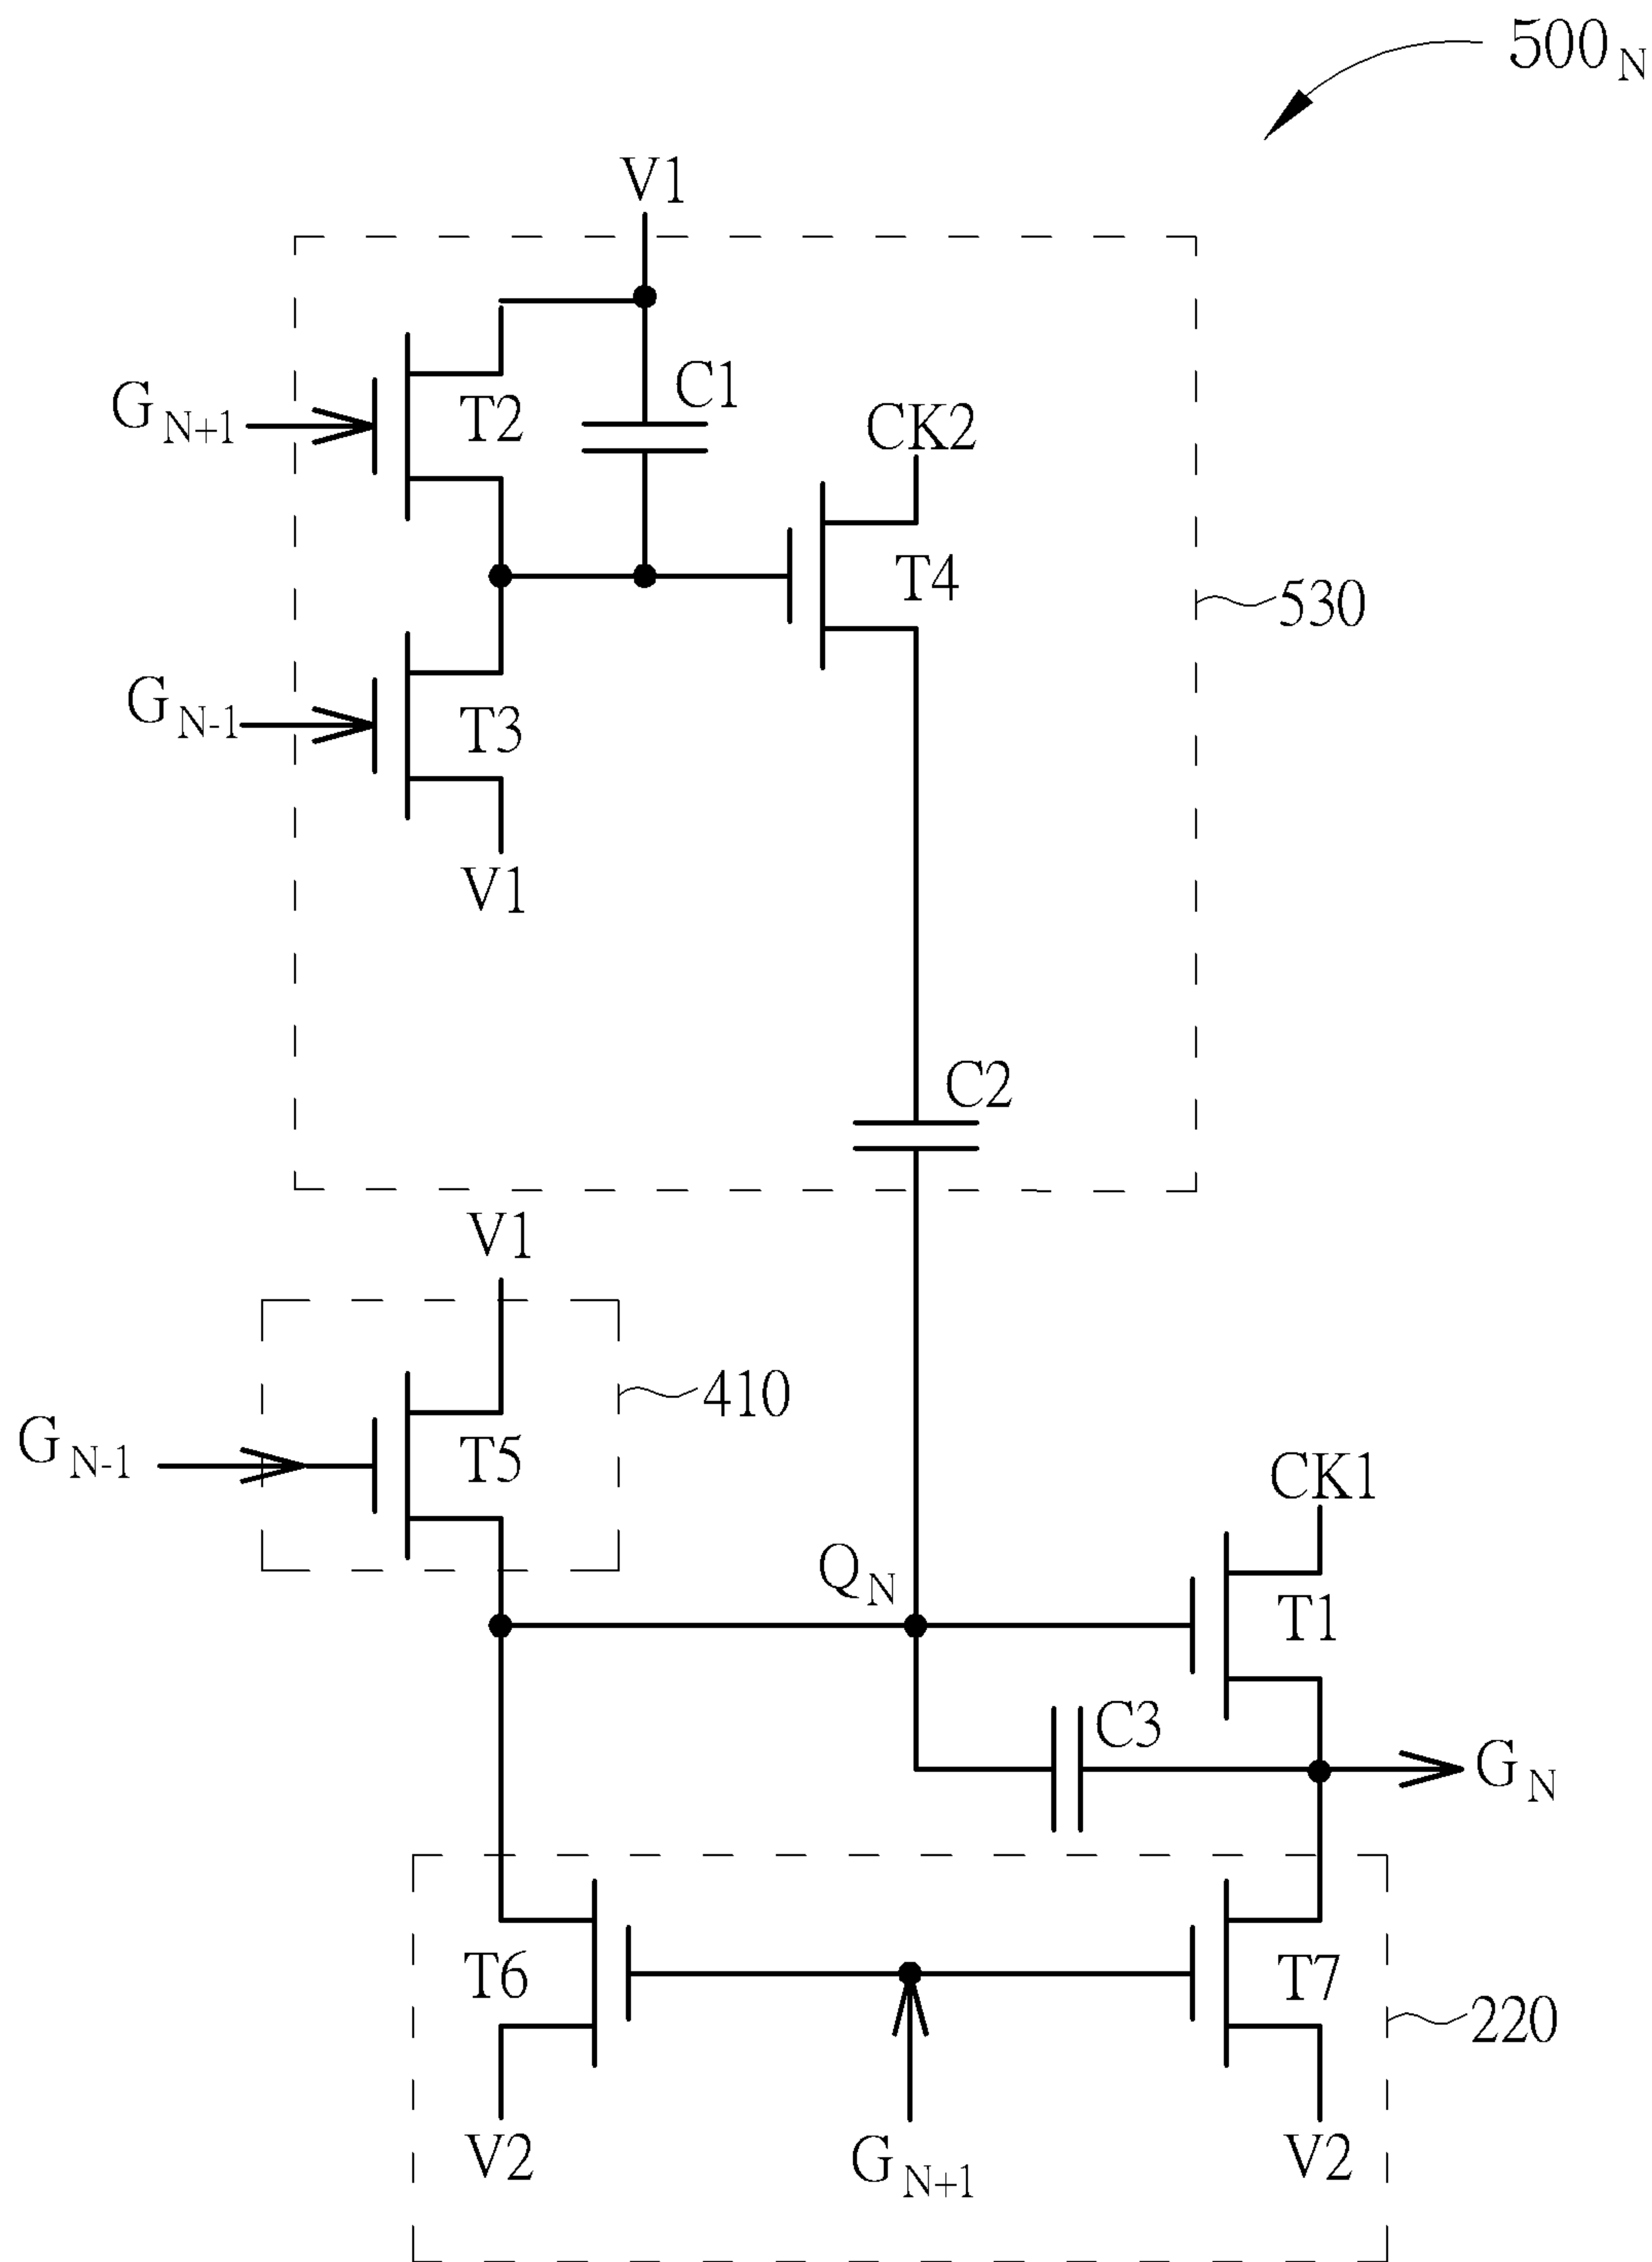 500N
V1
C1
GN+1
T2
CK2
T4
530
GN-1
T3
V1
C2
V1
410
GN-1
T5
CK1
QN
T1
C3
GN
T6
T7
220
V2
GN+1
V2